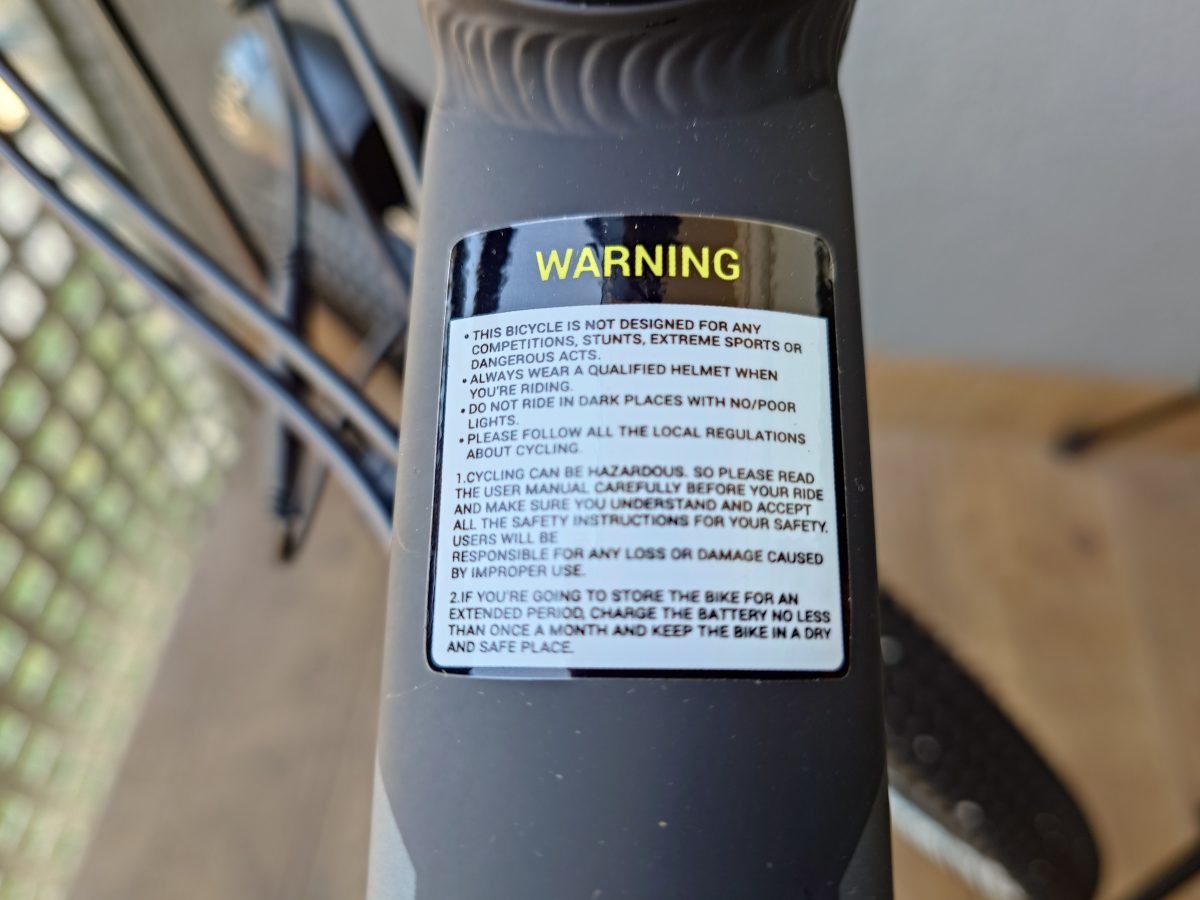 WARNING
• THIS BICYCLE IS NOT DESIGNED FOR ANY
COMPETITIONS, STUNTS, EXTREME SPORTS OR
DANGEROUS ACTS.
• ALWAYS WEAR A QUALIFIED HELMET WHEN
YOU'RE RIDING.
• DO NOT RIDE IN DARK PLACES WITH NO/POOR
LIGHTS.
• PLEASE FOLLOW ALL THE LOCAL REGULATIONS
ABOUT CYCLING.
1.CYCLING CAN BE HAZARDOUS. SO PLEASE READ
THE USER MANUAL CAREFULLY BEFORE YOUR RIDE
AND MAKE SURE YOU UNDERSTAND AND ACCEPT
ALL THE SAFETY INSTRUCTIONS FOR YOUR SAFETY.
USERS WILL BE
RESPONSIBLE FOR ANY LOSS OR DAMAGE CAUSED
BY IMPROPER USE.
2.IF YOU'RE GOING TO STORE THE BIKE FOR AN
EXTENDED PERIOD, CHARGE THE BATTERY NO LESS
THAN ONCE A MONTH AND KEEP THE BIKE IN A DRY
AND SAFE PLACE.